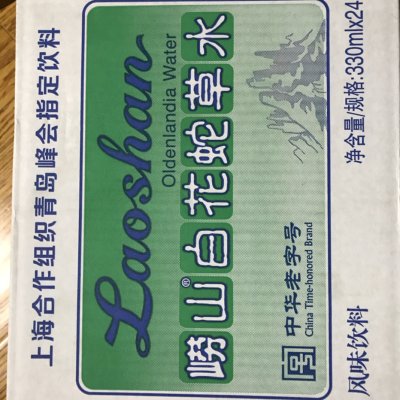 上海合作组织青岛峰会指定饮料
Laoshan
Oldenlandia Water
崂山®白花蛇草水
中华老字号
China Time-honored Brand
净含量/规格:330mlx24
风味饮料